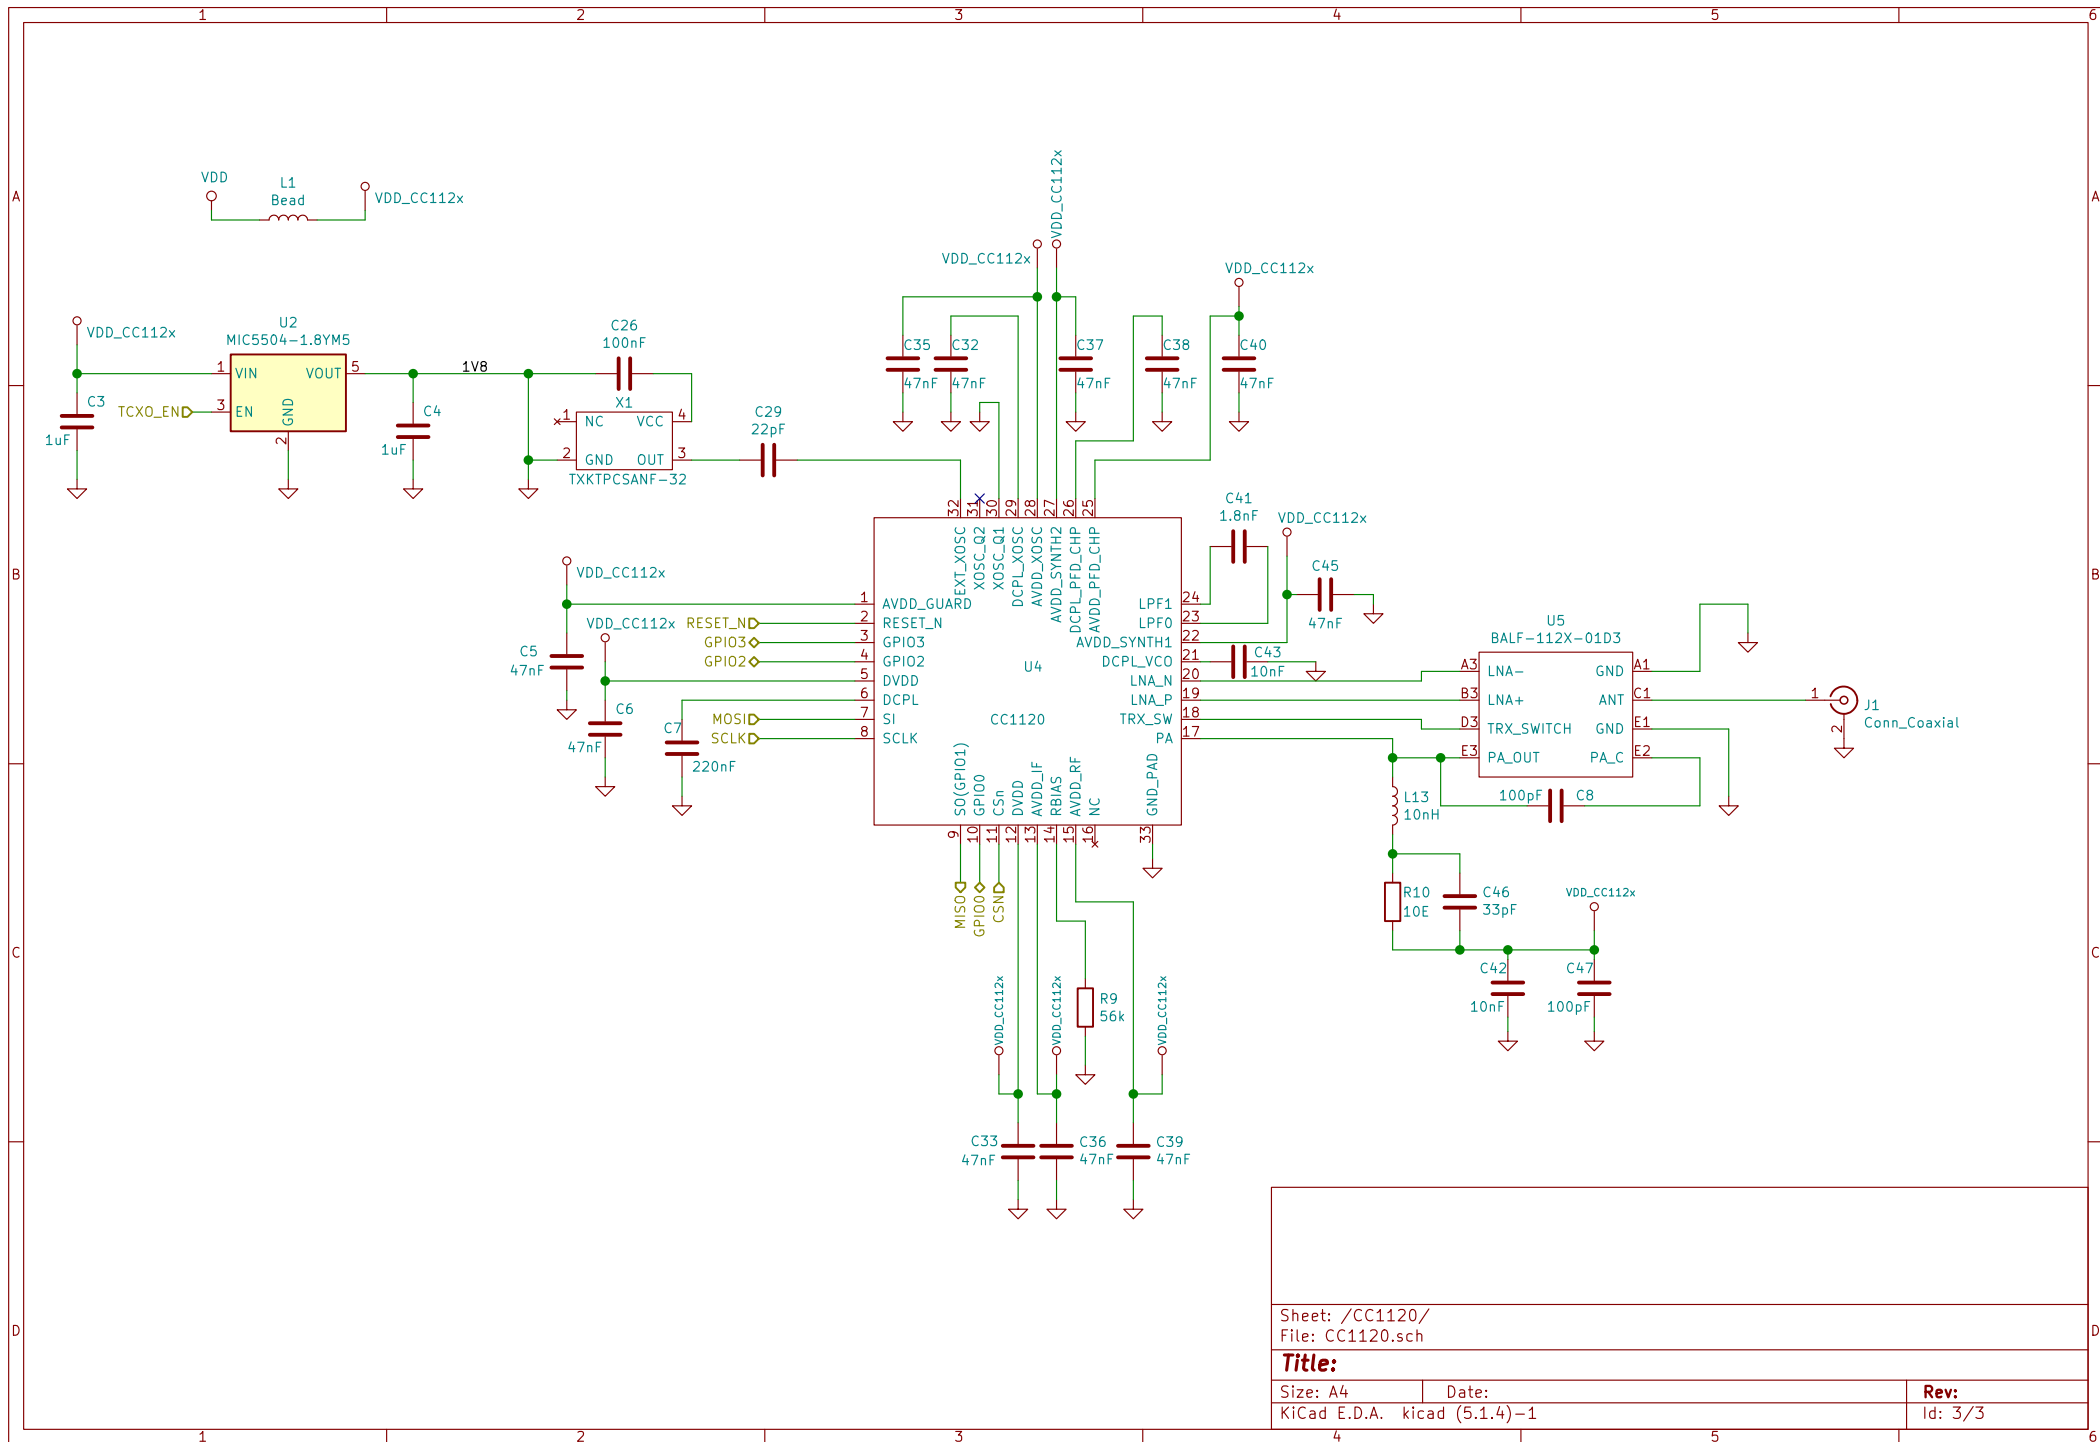 1 2 3 4 5 6
A
A
B
B
C
C
D
D
VDD
L1
Bead
VDD_CC112x
VDD_CC112x
U2
MIC5504-1.8YM5
1 VIN
VOUT 5
TCXO_EN
3 EN
GND
2
C3
1uF
C4
1uF
1V8
C26
100nF
X1
1 NC
VCC 4
2 GND
OUT 3
TXKTPCSANF-32
C29
22pF
VDD_CC112x
VDD_CC112x
VDD_CC112x
C35
47nF
C32
47nF
C37
47nF
C38
47nF
C40
47nF
32 EXT_XOSC
31 XOSC_Q2
30 XOSC_Q1
29 DCPL_XOSC
28 AVDD_XOSC
27 AVDD_SYNTH2
26 DCPL_PFD_CHP
25 AVDD_PFD_CHP
VDD_CC112x
VDD_CC112x
C5
47nF
C6
47nF
C7
220nF
RESET_N
GPIO3
GPIO2
MOSI
SCLK
1 AVDD_GUARD
2 RESET_N
3 GPIO3
4 GPIO2
5 DVDD
6 DCPL
7 SI
8 SCLK
U4
CC1120
LPF1 24
LPF0 23
AVDD_SYNTH1 22
DCPL_VCO 21
LNA_N 20
LNA_P 19
TRX_SW 18
PA 17
9 SO(GPIO1)
10 GPIO0
11 CSn
12 DVDD
13 AVDD_IF
14 RBIAS
15 AVDD_RF
16 NC
33 GND_PAD
MISO
GPIO0
CSN
C41
1.8nF
VDD_CC112x
C45
47nF
C43
10nF
U5
BALF-112X-01D3
A3 LNA-
B3 LNA+
D3 TRX_SWITCH
E3 PA_OUT
GND A1
ANT C1
GND E1
PA_C E2
1
2
J1
Conn_Coaxial
100pF C8
L13
10nH
R10
10E
C46
33pF
VDD_CC112x
C42
10nF
C47
100pF
VDD_CC112x
VDD_CC112x
VDD_CC112x
R9
56k
C33
47nF
C36
47nF
C39
47nF
Sheet: /CC1120/
File: CC1120.sch
Title:
Size: A4 Date: Rev:
KiCad E.D.A. kicad (5.1.4)-1 Id: 3/3
1 2 3 4 5 6